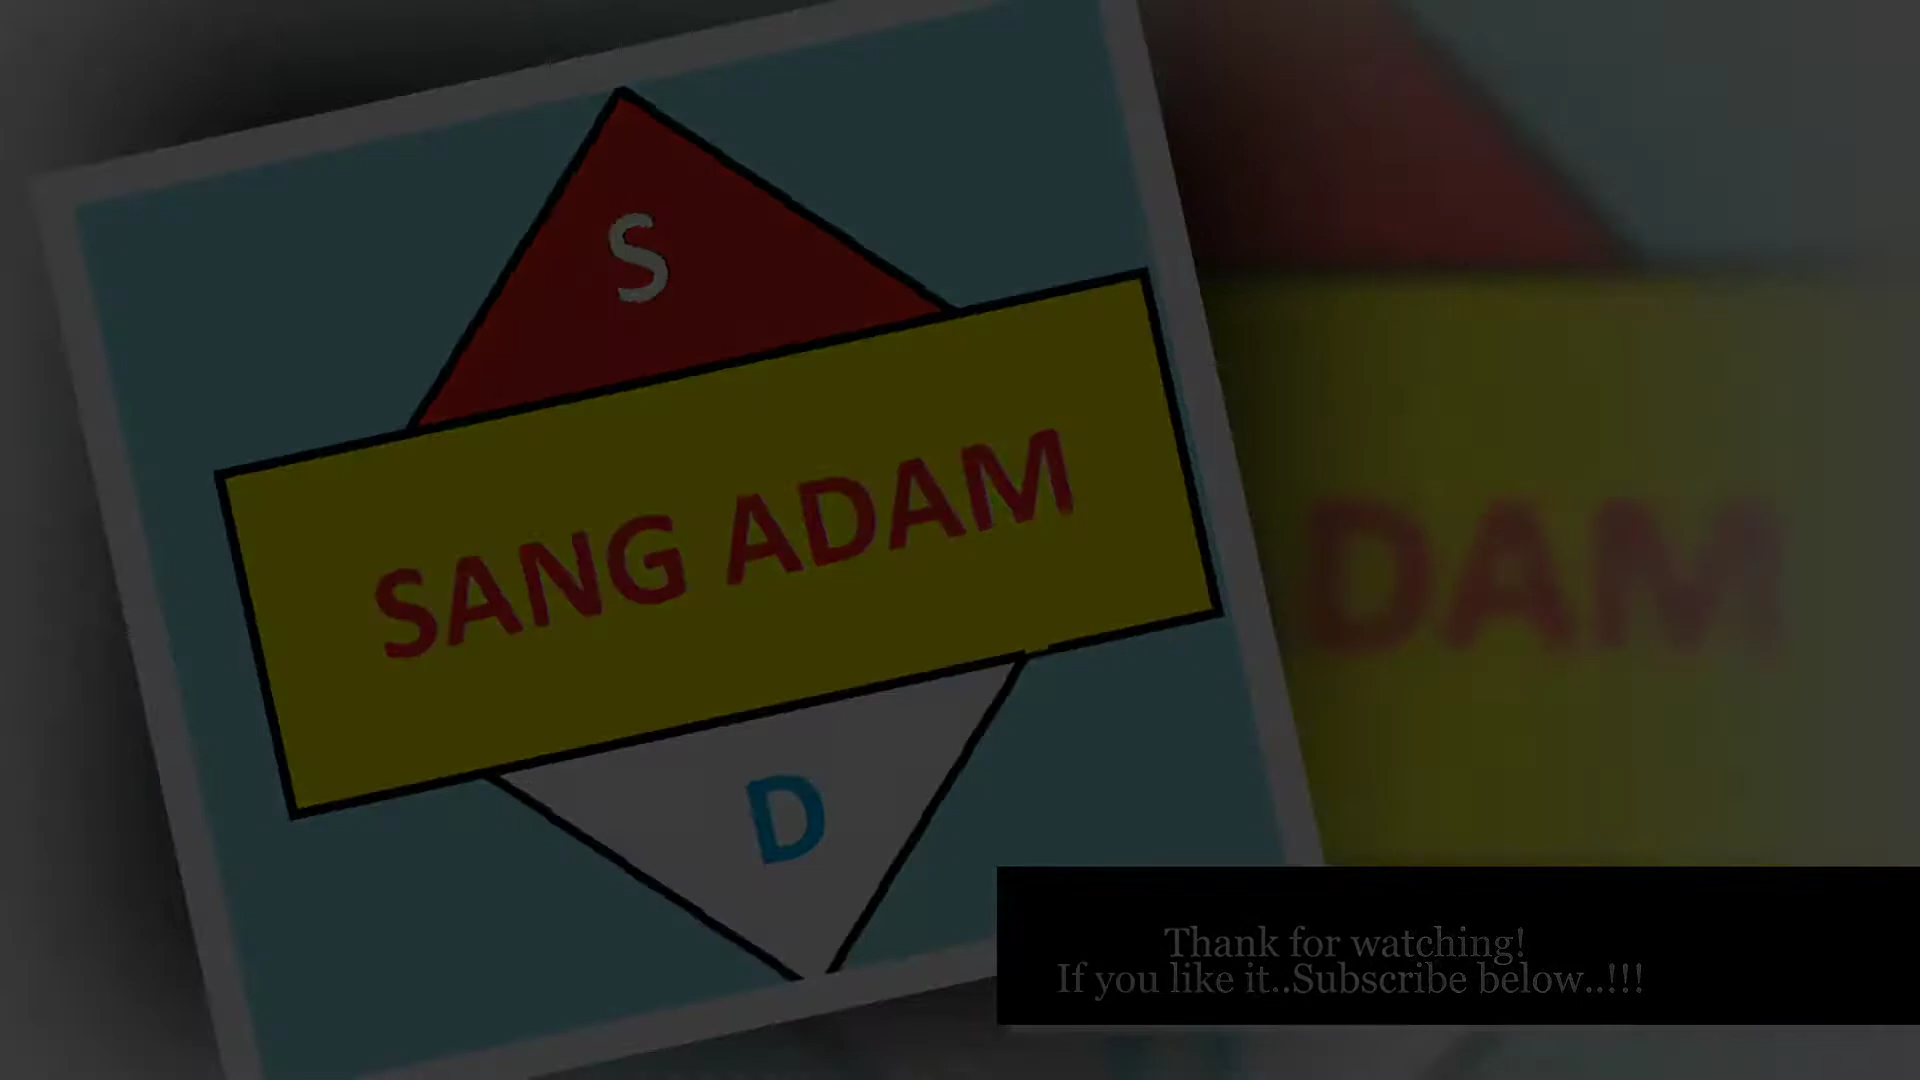 S
SANG ADAM
D
DAM
Thank for watching!
If you like it..Subscribe below..!!!